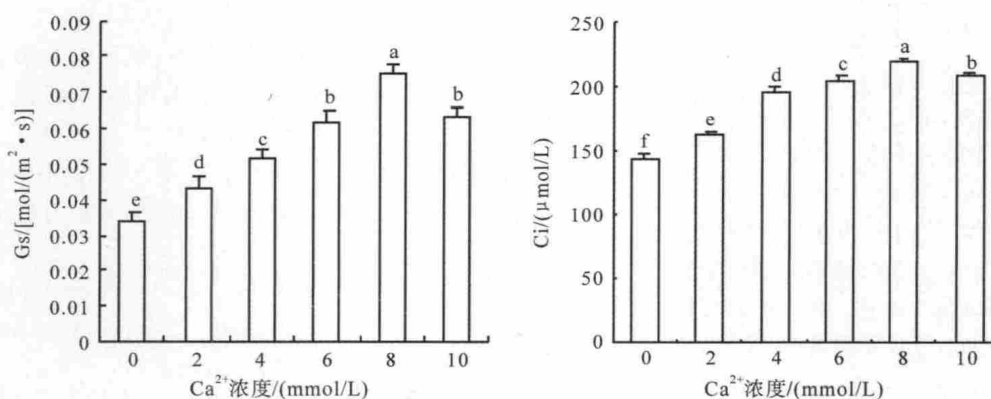 0.09
0.08
0.07
0.06
0.05
0.04
0.03
0.02
0.01
0
Gs/[mol/(m²·s)]
e
d
c
b
a
b
0 2 4 6 8 10
Ca²⁺浓度/(mmol/L)
250
200
150
100
50
0
Ci/(μmol/L)
f
e
d
c
a
b
0 2 4 6 8 10
Ca²⁺浓度/(mmol/L)